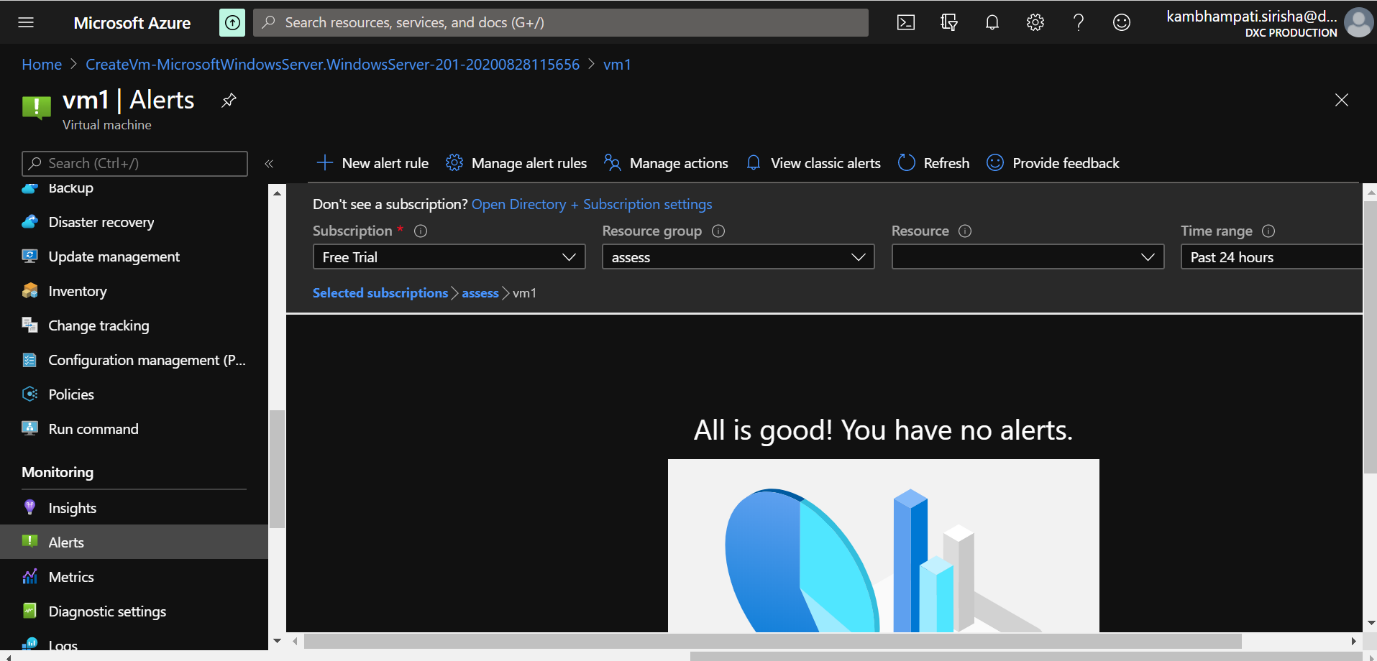 Microsoft Azure
Search resources, services, and docs (G+/)
kambhampati.sirisha@d...
DXC PRODUCTION
Home > CreateVm-MicrosoftWindowsServer.WindowsServer-201-20200828115656 > vm1
vm1 | Alerts
Virtual machine
Search (Ctrl+/)
«
New alert rule
Manage alert rules
Manage actions
View classic alerts
Refresh
Provide feedback
Backup
Disaster recovery
Update management
Inventory
Change tracking
Configuration management (P...
Policies
Run command
Monitoring
Insights
Alerts
Metrics
Diagnostic settings
Logs
Don't see a subscription? Open Directory + Subscription settings
Subscription *
Resource group
Resource
Time range
Free Trial
assess
Past 24 hours
Selected subscriptions > assess > vm1
All is good! You have no alerts.